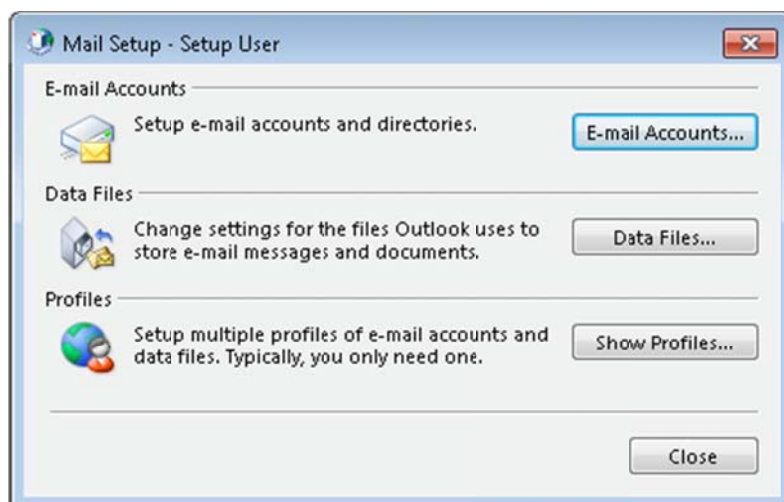 Mail Setup - Setup User
E-mail Accounts
Setup e-mail accounts and directories.
E-mail Accounts...
Data Files
Change settings for the files Outlook uses to
store e-mail messages and documents.
Data Files...
Profiles
Setup multiple profiles of e-mail accounts and
data files. Typically, you only need one.
Show Profiles...
Close